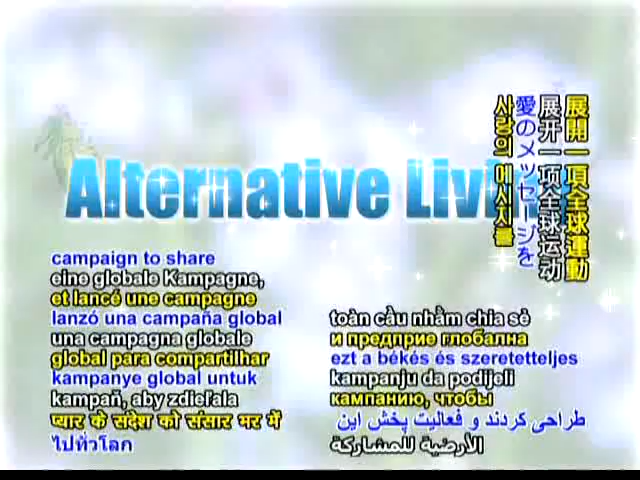 Alternative Livi
展開一項全球運動
展开一项全球运动
愛のメッセージを
사랑의 메시지를
campaign to share
eine globale Kampagne,
et lancé une campagne
lanzó una campaña global
una campagna globale
global para compartilhar
kampanye global untuk
kampañ, aby zdieľala
प्यार के संदेश को संसार भर में
ไปทั่วโลก
toàn cầu nhằm chia sẻ
и предприе глобална
ezt a békés és szeretetteljes
kampanju da podijeli
кампанию, чтобы
طراحی کردند و فعالیت پخش این
الأرضية للمشاركة